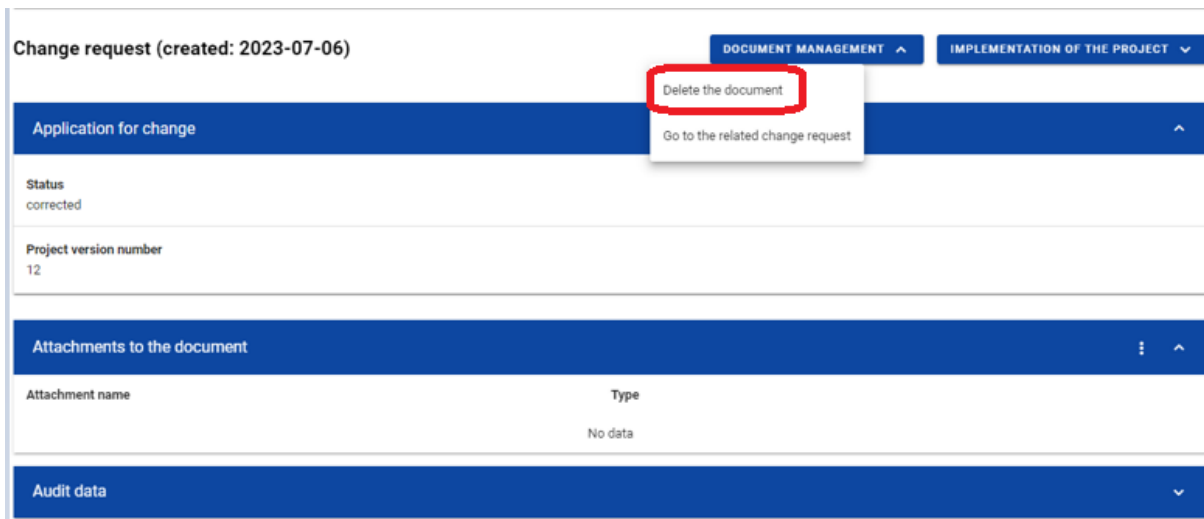 Change request (created: 2023-07-06)
DOCUMENT MANAGEMENT
IMPLEMENTATION OF THE PROJECT
Delete the document
Go to the related change request
Application for change
Status
corrected
Project version number
12
Attachments to the document
Attachment name
Type
No data
Audit data